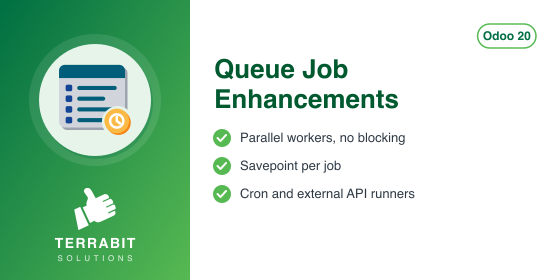 Odoo 20
Queue Job
Enhancements
Parallel workers, no blocking
Savepoint per job
Cron and external API runners
TERRABIT
SOLUTIONS